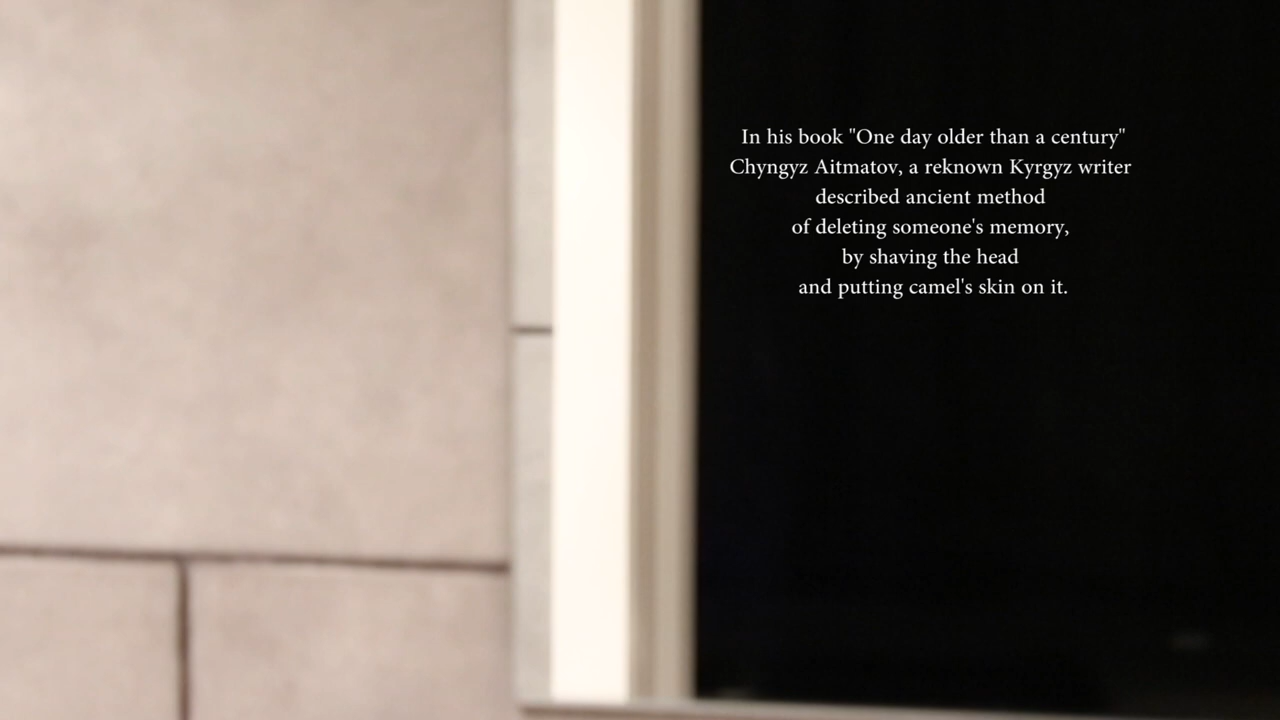 In his book "One day older than a century"
Chyngyz Aitmatov, a reknown Kyrgyz writer
described ancient method
of deleting someone's memory,
by shaving the head
and putting camel's skin on it.